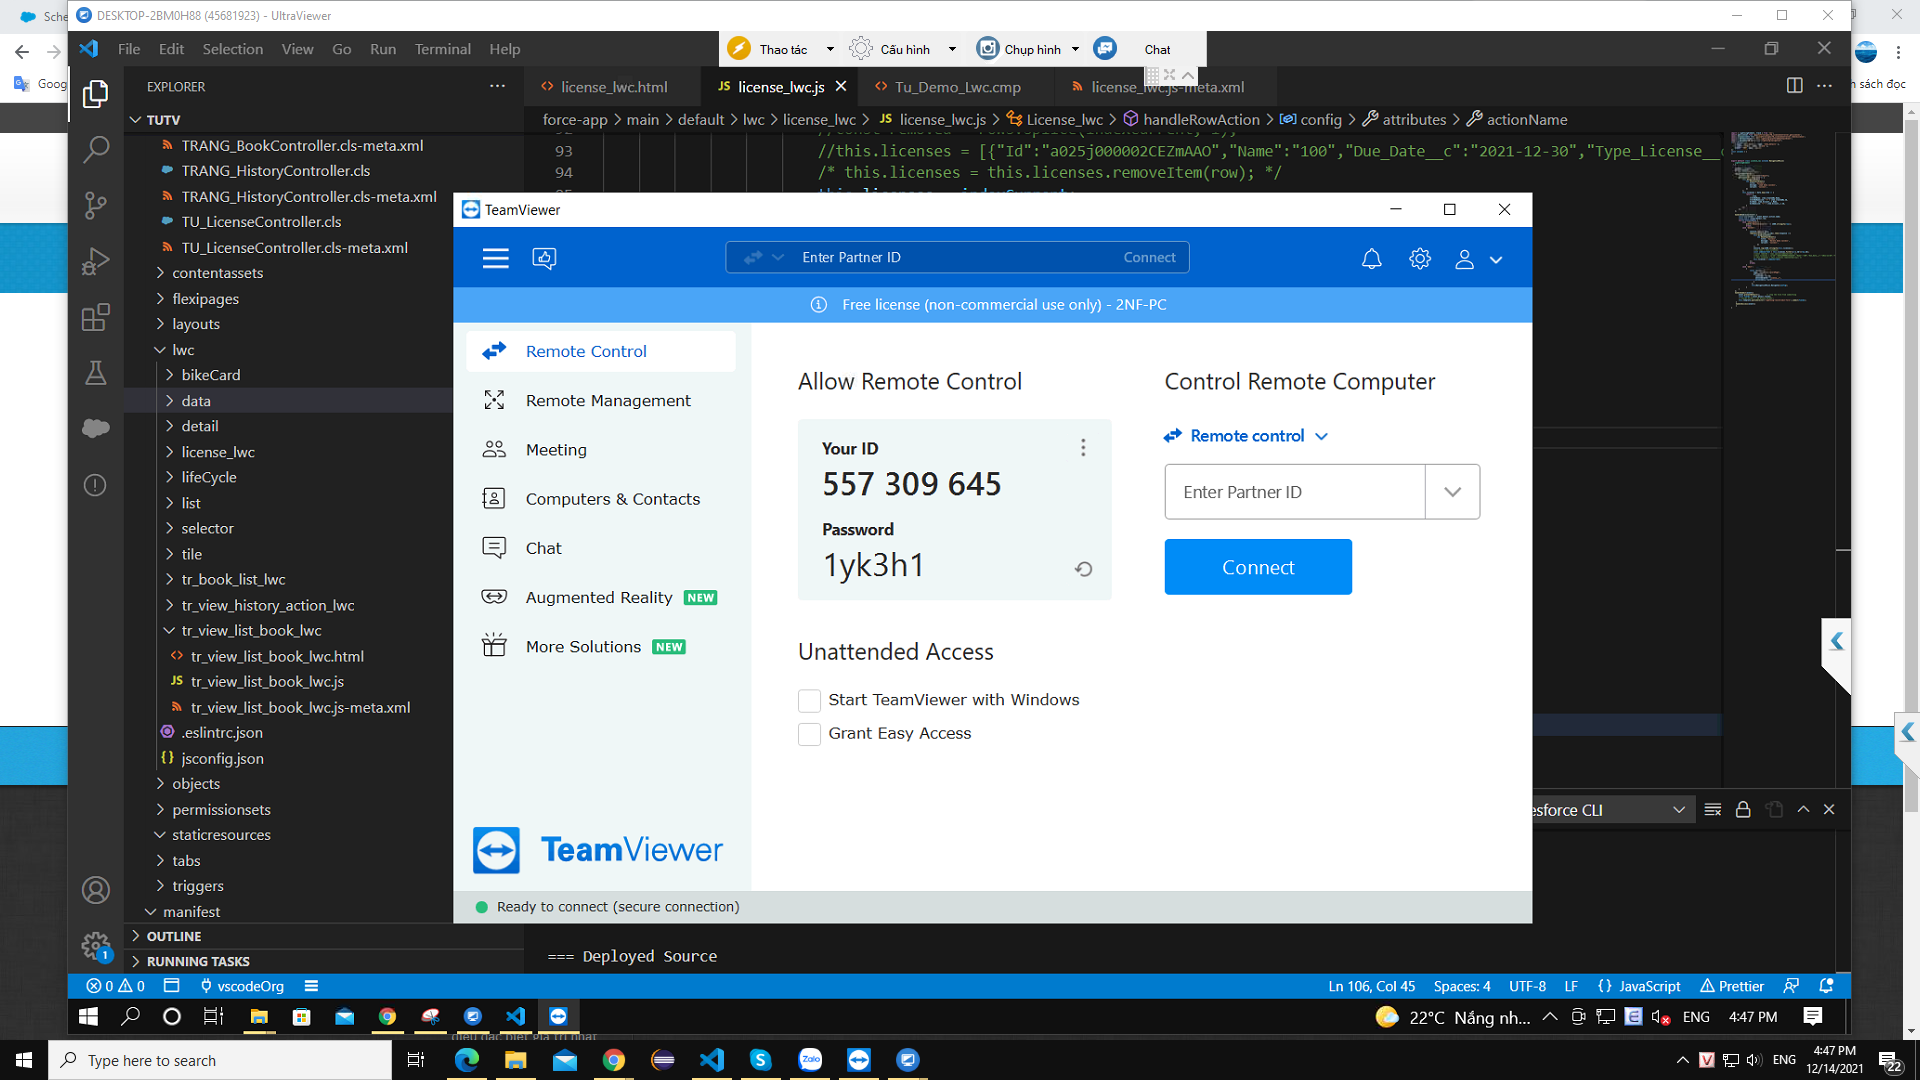 Sche
DESKTOP-2BM0H88 (45681923) - UltraViewer
File Edit Selection View Go Run Terminal Help
Thao tác Cấu hình Chụp hình Chat
Goog
n sách đọc
EXPLORER
license_lwc.html
JS license_lwc.js
Tu_Demo_Lwc.cmp
license_lwc.js-meta.xml
TUTV
force-app > main > default > lwc > license_lwc > JS license_lwc.js > License_lwc > handleRowAction > config > attributes > actionName
TRANG_BookController.cls-meta.xml
TRANG_HistoryController.cls
TRANG_HistoryController.cls-meta.xml
TU_LicenseController.cls
TU_LicenseController.cls-meta.xml
contentassets
flexipages
layouts
lwc
bikeCard
data
detail
license_lwc
lifeCycle
list
selector
tile
tr_book_list_lwc
tr_view_history_action_lwc
tr_view_list_book_lwc
tr_view_list_book_lwc.html
JS tr_view_list_book_lwc.js
tr_view_list_book_lwc.js-meta.xml
.eslintrc.json
{} jsconfig.json
objects
permissionsets
staticresources
tabs
triggers
manifest
OUTLINE
RUNNING TASKS
93 //this.licenses = [{"Id":"a025j000002CEZmAAO","Name":"100","Due_Date__c":"2021-12-30","Type_License__c
94 /* this.licenses = this.licenses.removeItem(row); */
TeamViewer
Enter Partner ID Connect
Free license (non-commercial use only) - 2NF-PC
Remote Control
Remote Management
Meeting
Computers & Contacts
Chat
Augmented Reality NEW
More Solutions NEW
TeamViewer
Allow Remote Control
Your ID
557 309 645
Password
1yk3h1
Unattended Access
Start TeamViewer with Windows
Grant Easy Access
Control Remote Computer
Remote control
Enter Partner ID
Connect
Ready to connect (secure connection)
esforce CLI
=== Deployed Source
0 0 vscodeOrg
1
Ln 106, Col 45 Spaces: 4 UTF-8 LF {} JavaScript Prettier
22°C Nắng nh... ENG 4:47 PM
Type here to search
Zalo
ENG
4:47 PM
12/14/2021
22